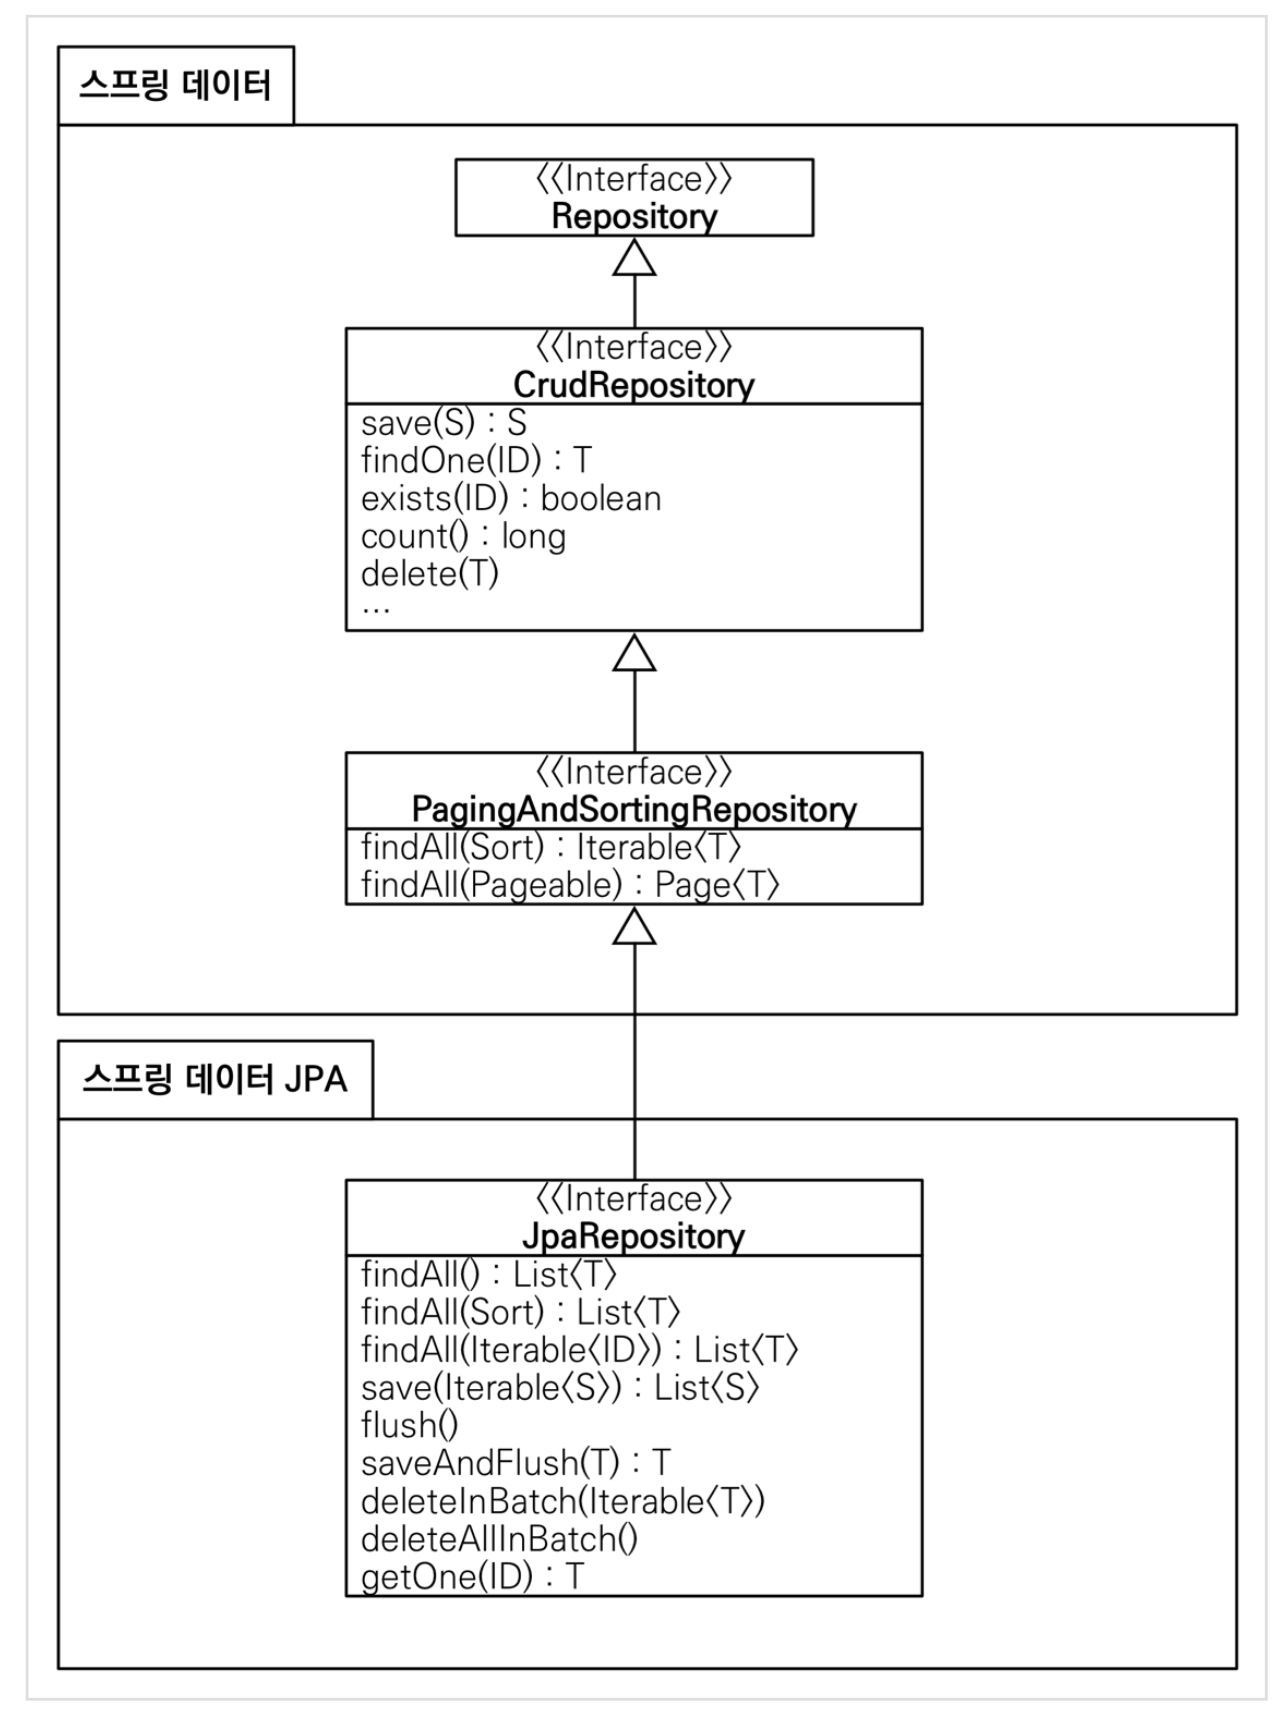 스프링 데이터
〈〈Interface〉〉
Repository
〈〈Interface〉〉
CrudRepository
save(S) : S
findOne(ID) : T
exists(ID) : boolean
count() : long
delete(T)
...
〈〈Interface〉〉
PagingAndSortingRepository
findAll(Sort) : Iterable〈T〉
findAll(Pageable) : Page〈T〉
스프링 데이터 JPA
〈〈Interface〉〉
JpaRepository
findAll() : List〈T〉
findAll(Sort) : List〈T〉
findAll(Iterable〈ID〉) : List〈T〉
save(Iterable〈S〉) : List〈S〉
flush()
saveAndFlush(T) : T
deleteInBatch(Iterable〈T〉)
deleteAllInBatch()
getOne(ID) : T